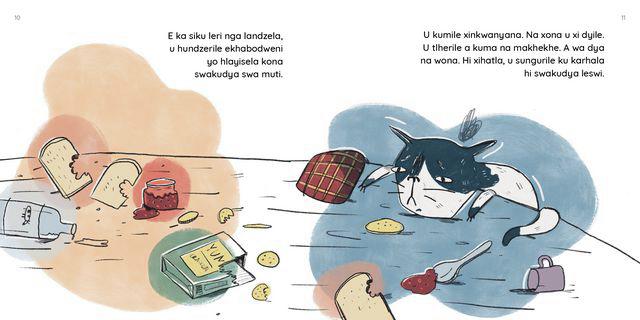 10
E ka siku leri nga landzela,
u hundzerile ekhabodweni
yo hlayisela kona
swakudya swa muti.
11
U kumile xinkwanyana. Na xona u xi dyile.
U tlherile a kuma na makhekhe. A wa dya
na wona. Hi xihatla, u sungurile ku karhala
hi swakudya leswi.
YUM